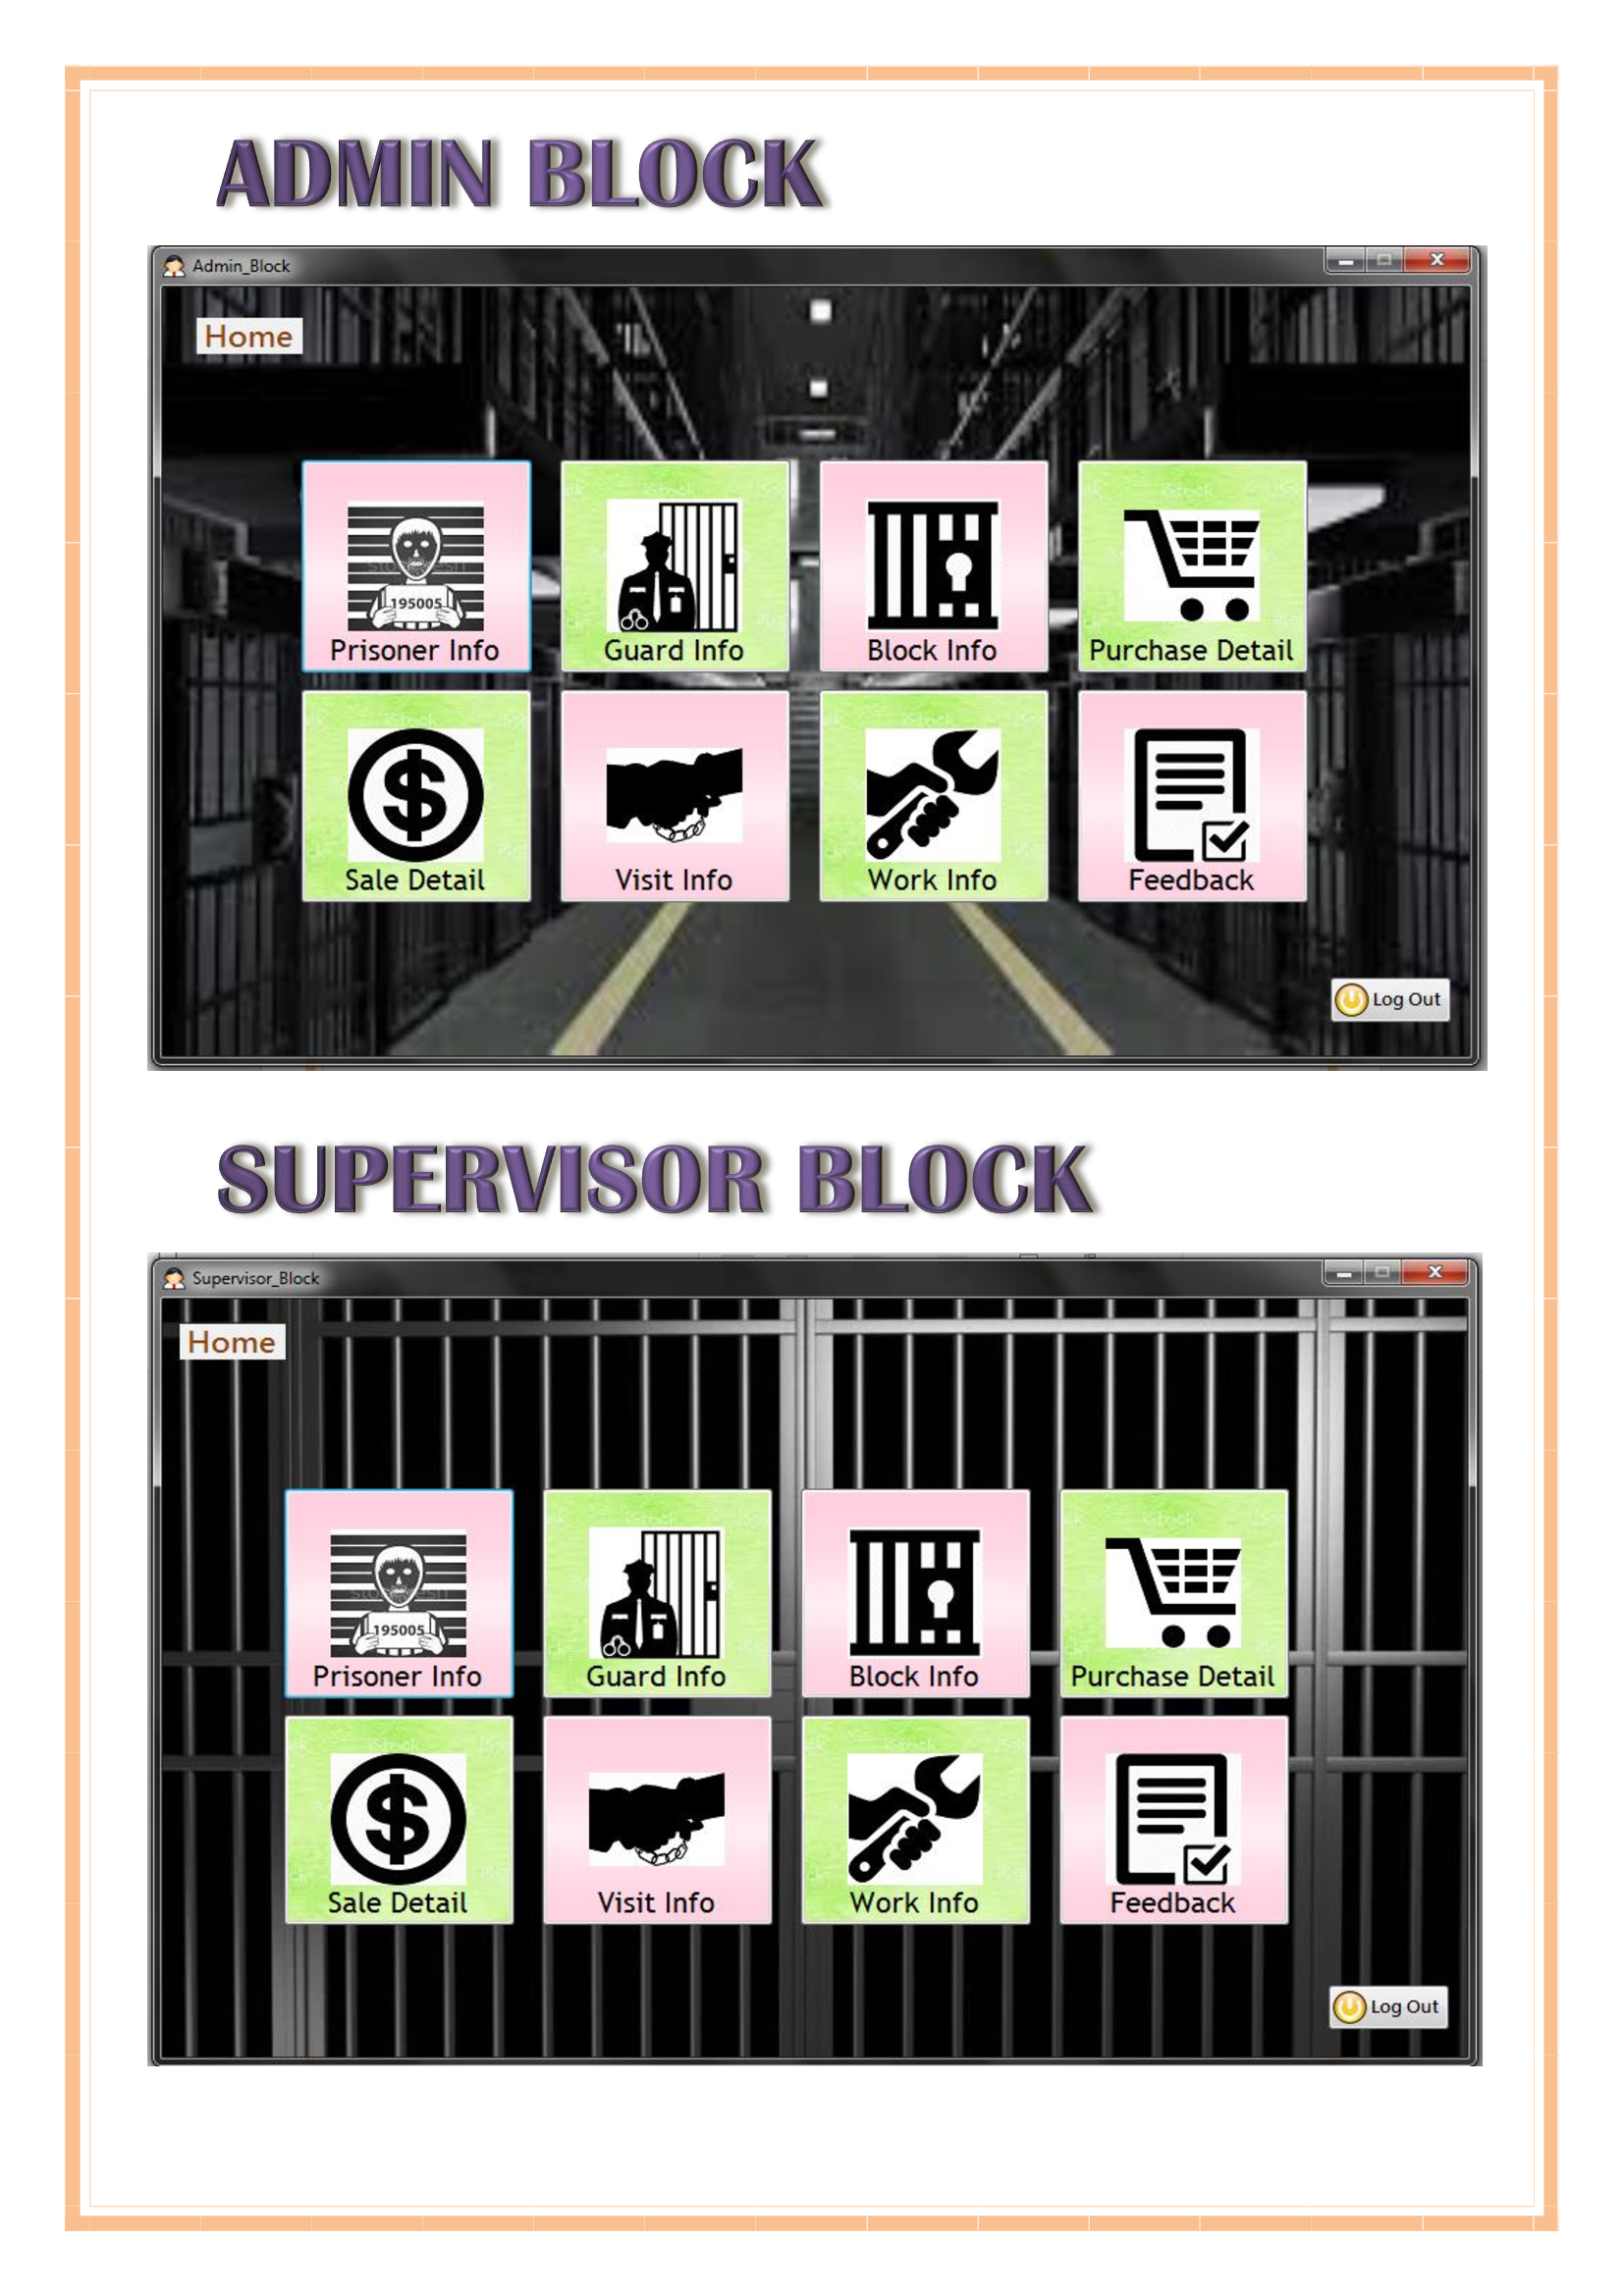 ADMIN BLOCK
Admin_Block
Home
195005
Prisoner Info
Guard Info
Block Info
Purchase Detail
Sale Detail
Visit Info
Work Info
Feedback
Log Out
SUPERVISOR BLOCK
Supervisor_Block
Home
195005
Prisoner Info
Guard Info
Block Info
Purchase Detail
Sale Detail
Visit Info
Work Info
Feedback
Log Out